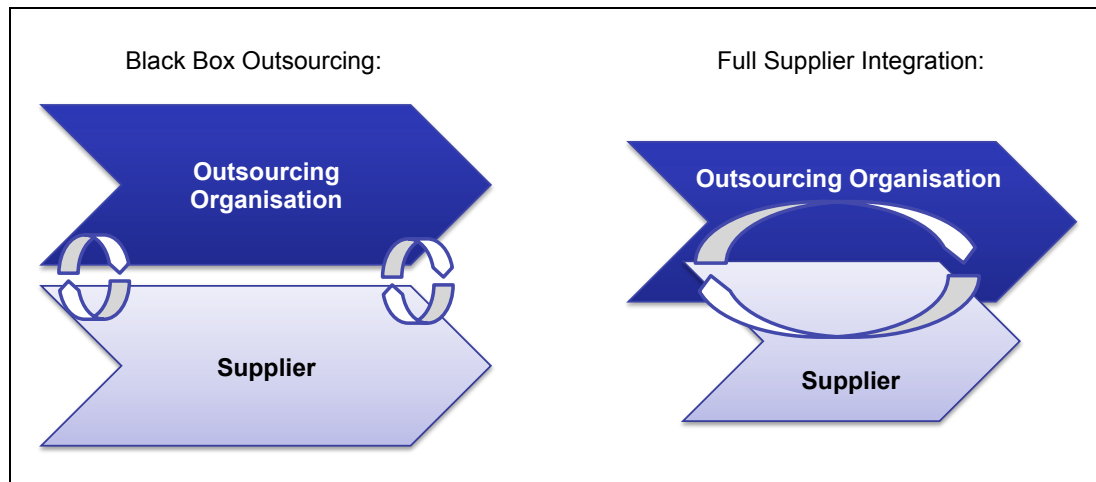 Black Box Outsourcing:
Outsourcing
Organisation
Supplier
Full Supplier Integration:
Outsourcing Organisation
Supplier